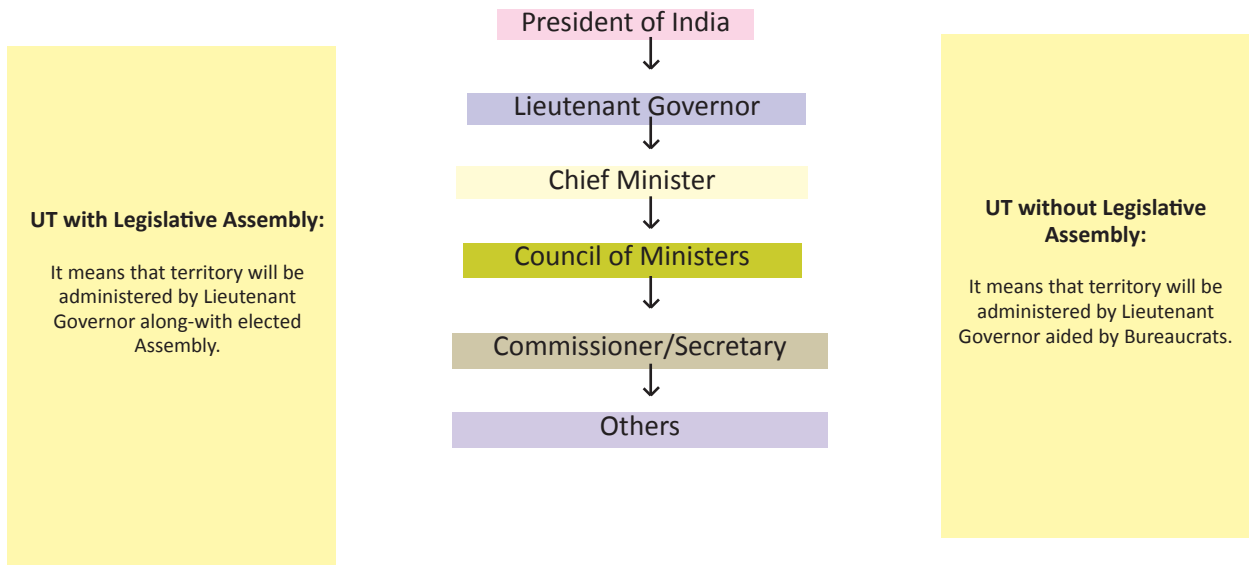 President of India
Lieutenant Governor
Chief Minister
Council of Ministers
Commissioner/Secretary
Others
UT with Legislative Assembly:
It means that territory will be
administered by Lieutenant
Governor along-with elected
Assembly.
UT without Legislative
Assembly:
It means that territory will be
administered by Lieutenant
Governor aided by Bureaucrats.